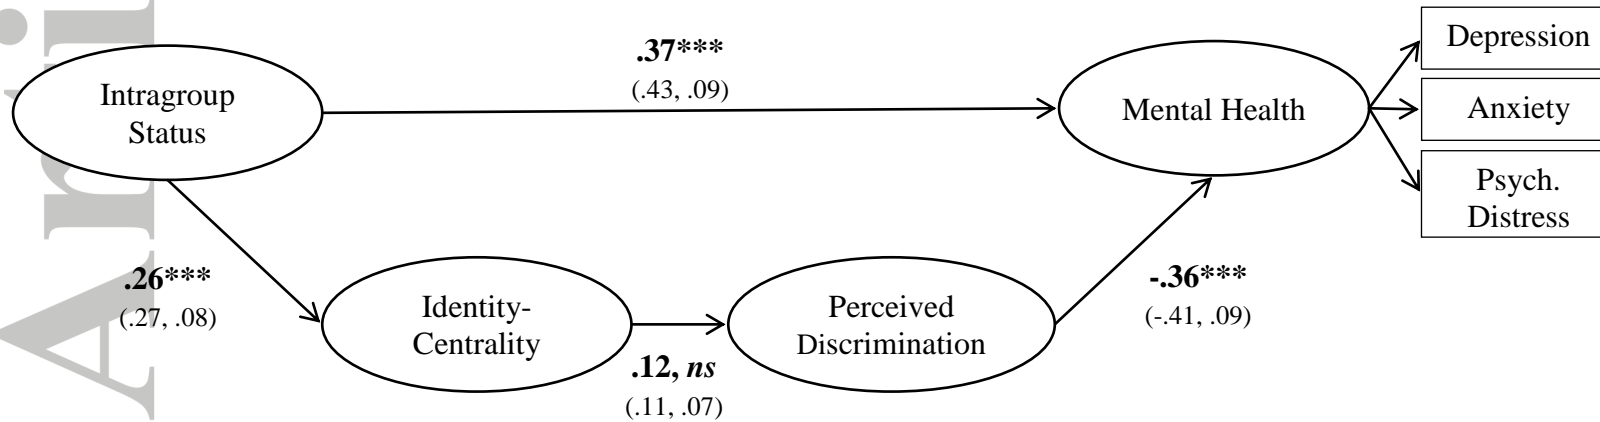 Depression
.37***
(.43, .09)
Intragroup
Status
Mental Health
Anxiety
Psych.
Distress
.26***
(.27, .08)
Identity-
Centrality
.12, ns
(.11, .07)
Perceived
Discrimination
-.36***
(-.41, .09)
Arti